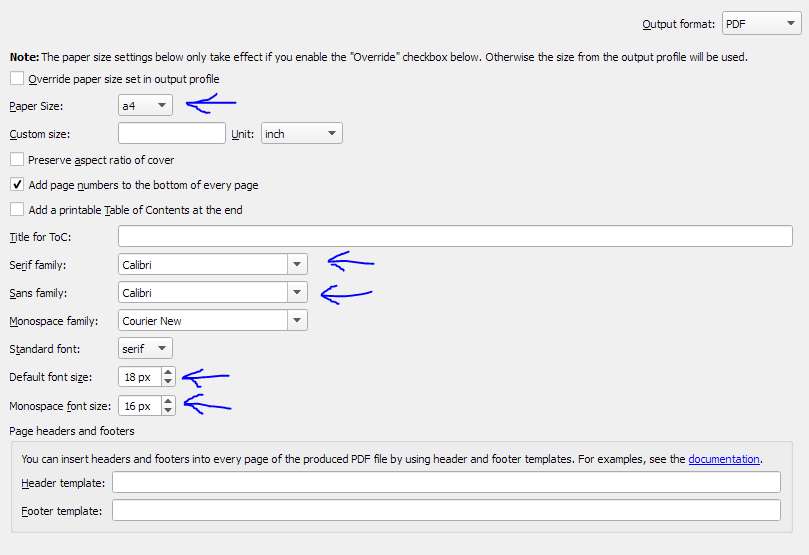 Output format: PDF
Note: The paper size settings below only take effect if you enable the "Override" checkbox below. Otherwise the size from the output profile will be used.
Override paper size set in output profile
Paper Size: a4
Custom size: Unit: inch
Preserve aspect ratio of cover
Add page numbers to the bottom of every page
Add a printable Table of Contents at the end
Title for ToC:
Serif family: Calibri
Sans family: Calibri
Monospace family: Courier New
Standard font: serif
Default font size: 18 px
Monospace font size: 16 px
Page headers and footers
You can insert headers and footers into every page of the produced PDF file by using header and footer templates. For examples, see the documentation.
Header template:
Footer template: